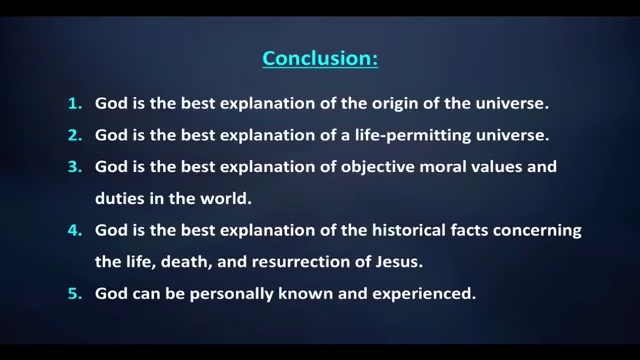 Conclusion:
1. God is the best explanation of the origin of the universe.
2. God is the best explanation of a life-permitting universe.
3. God is the best explanation of objective moral values and
duties in the world.
4. God is the best explanation of the historical facts concerning
the life, death, and resurrection of Jesus.
5. God can be personally known and experienced.